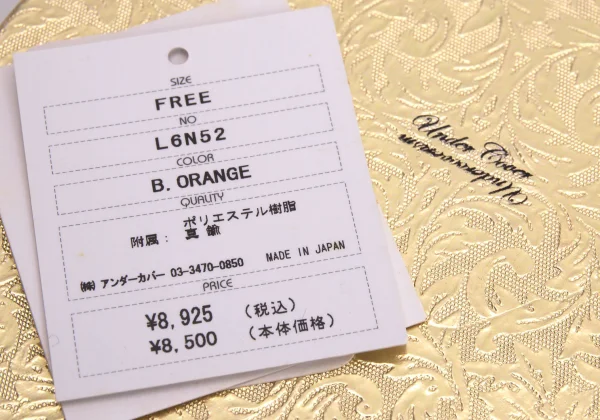 SIZE
FREE
NO
L6N52
COLOR
B. ORANGE
QUALITY
ポリエステル樹脂
附属： 真鍮
㈱ アンダーカバー 03-3470-0850 MADE IN JAPAN
PRICE
¥8,925 （税込）
¥8,500 （本体価格）
Under Cover